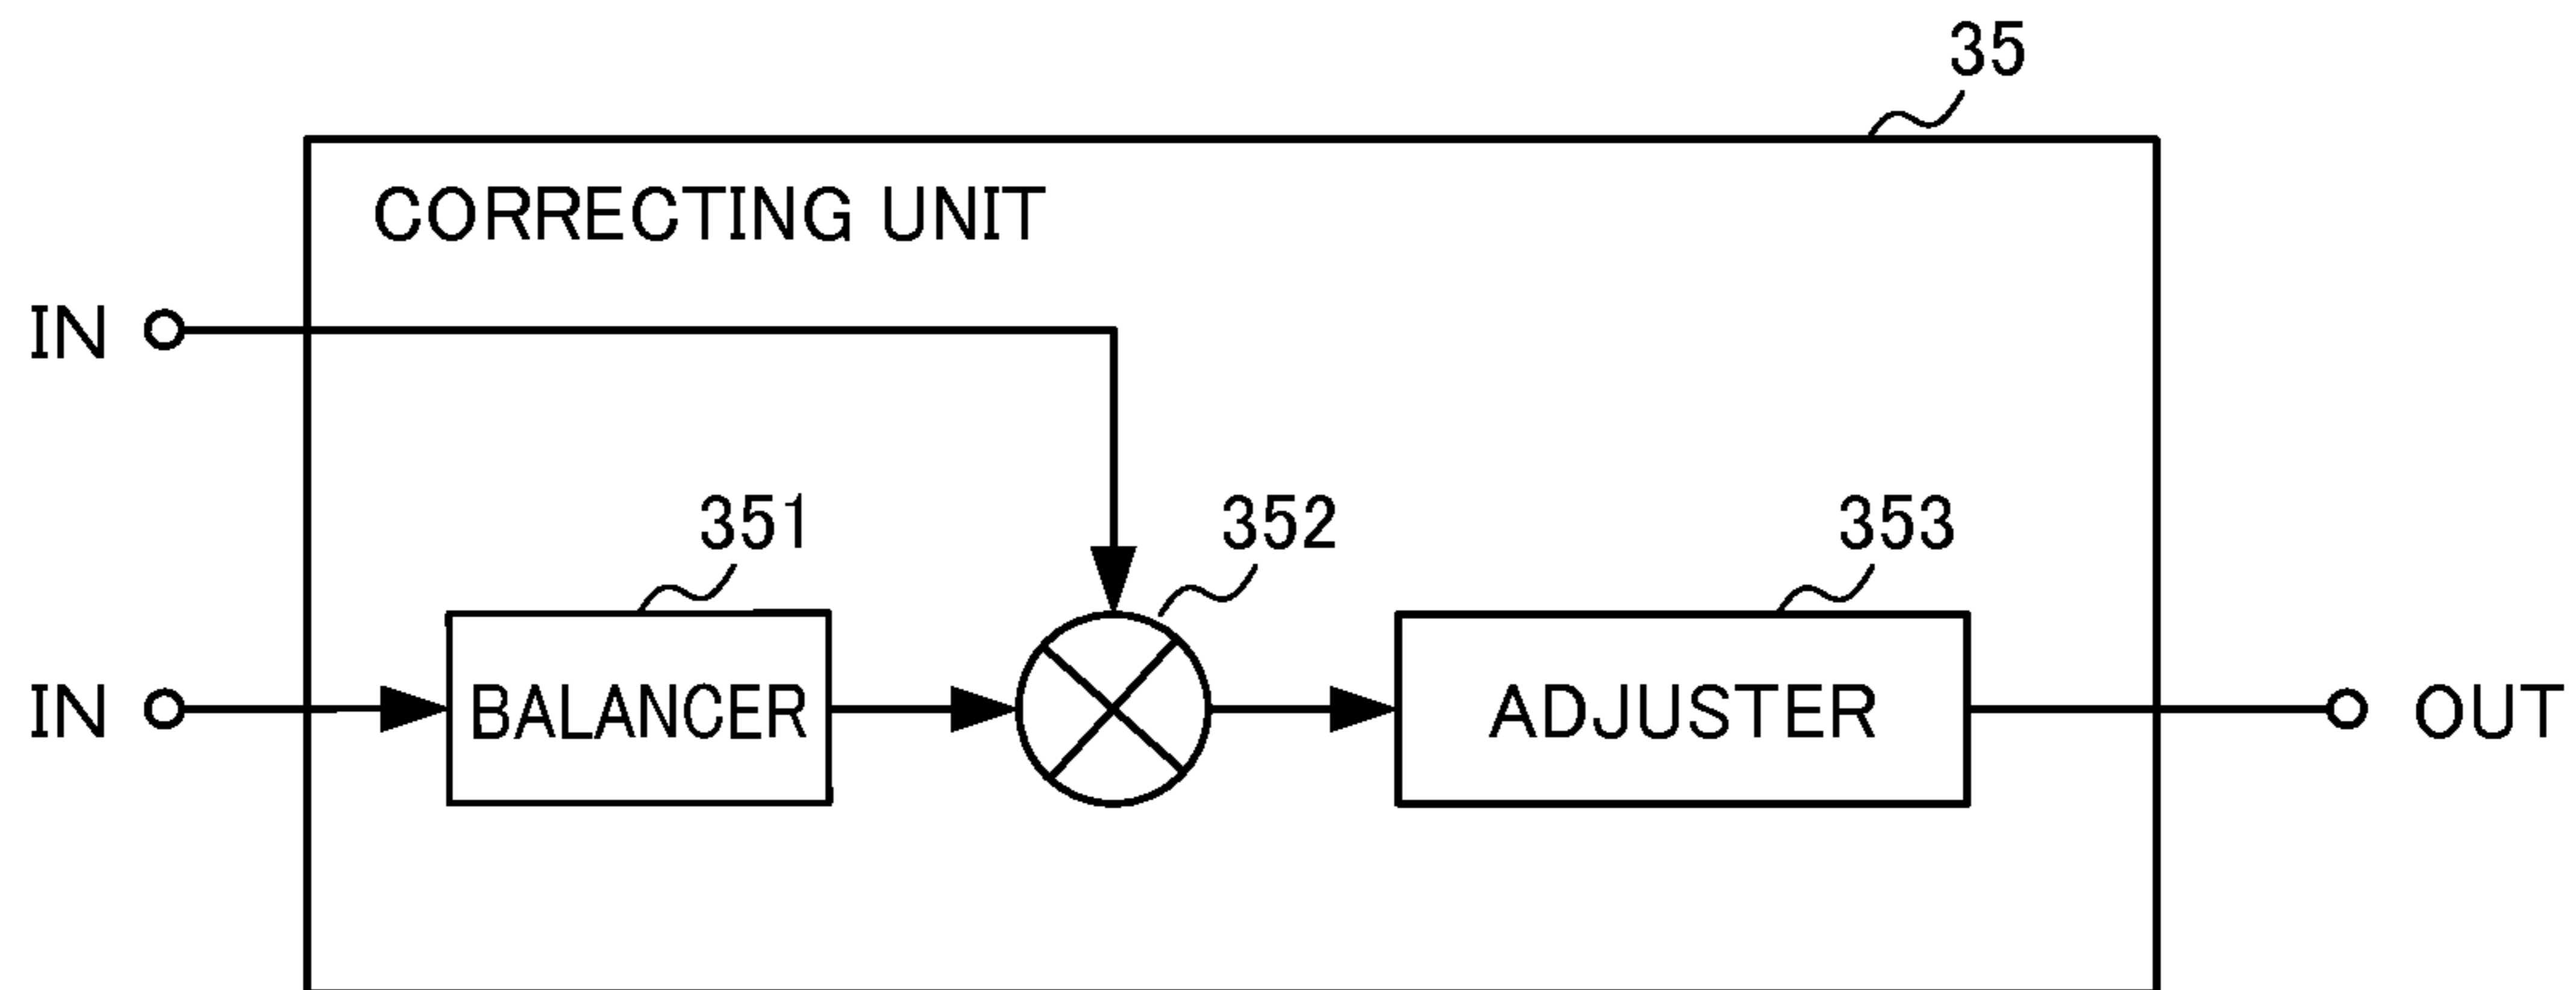 35
CORRECTING UNIT
IN
351
352
353
IN
BALANCER
ADJUSTER
OUT